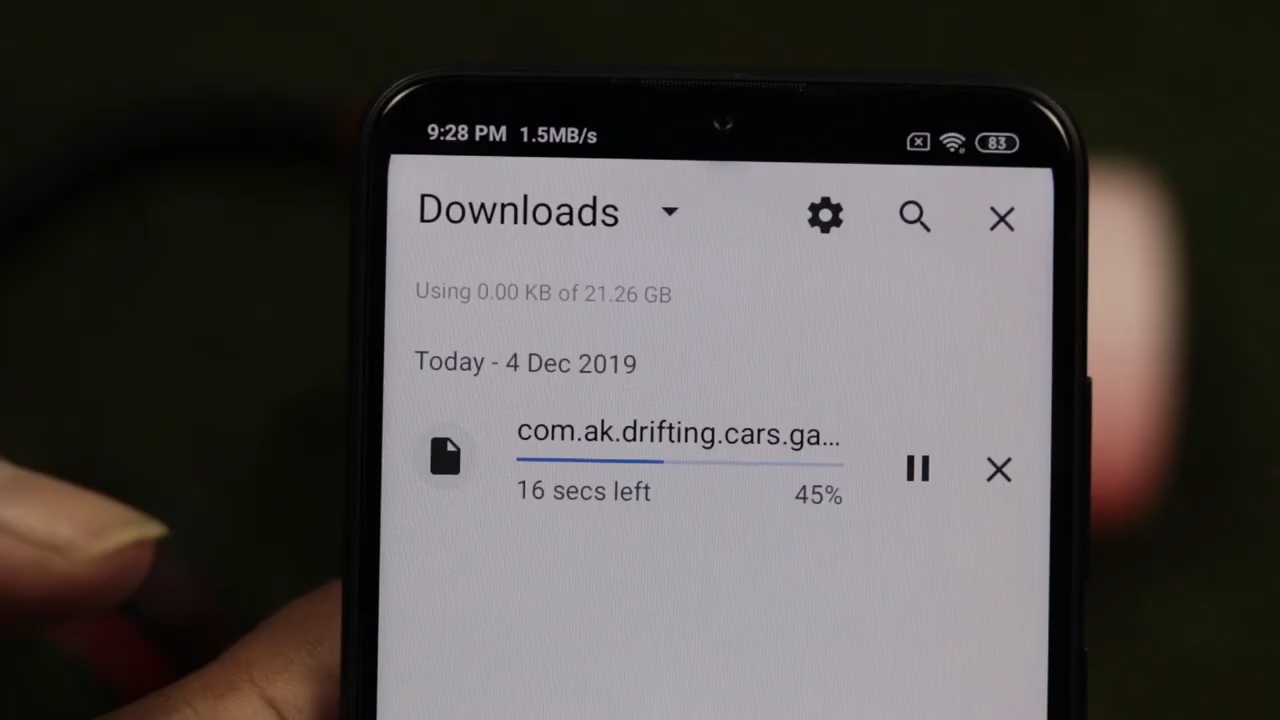 9:28 PM 1.5MB/s 83
Downloads
Using 0.00 KB of 21.26 GB
Today - 4 Dec 2019
com.ak.drifting.cars.ga...
16 secs left 45%